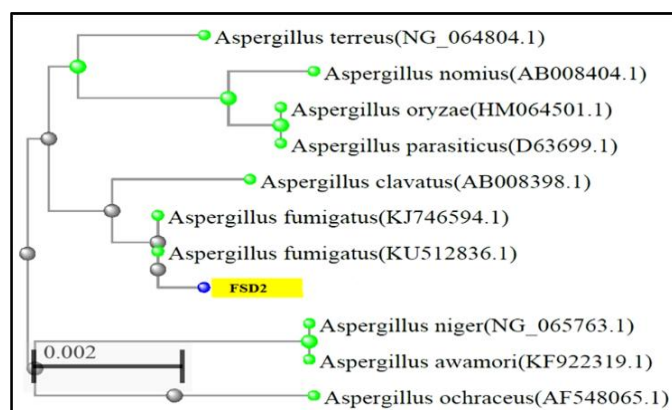 Aspergillus terreus(NG_064804.1)
Aspergillus nomius(AB008404.1)
Aspergillus oryzae(HM064501.1)
Aspergillus parasiticus(D63699.1)
Aspergillus clavatus(AB008398.1)
Aspergillus fumigatus(KJ746594.1)
Aspergillus fumigatus(KU512836.1)
FSD2
Aspergillus niger(NG_065763.1)
0.002
Aspergillus awamori(KF922319.1)
Aspergillus ochraceus(AF548065.1)